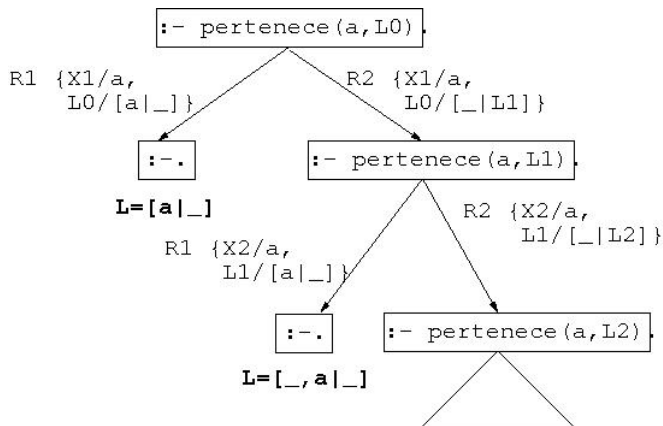 :- pertenece(a,L0).
R1 {X1/a,
L0/[a|_]}
R2 {X1/a,
L0/[_|L1]}
:-.
:- pertenece(a,L1).
L=[a|_]
R1 {X2/a,
L1/[a|_]}
R2 {X2/a,
L1/[_|L2]}
:-.
:- pertenece(a,L2).
L=[_,a|_]